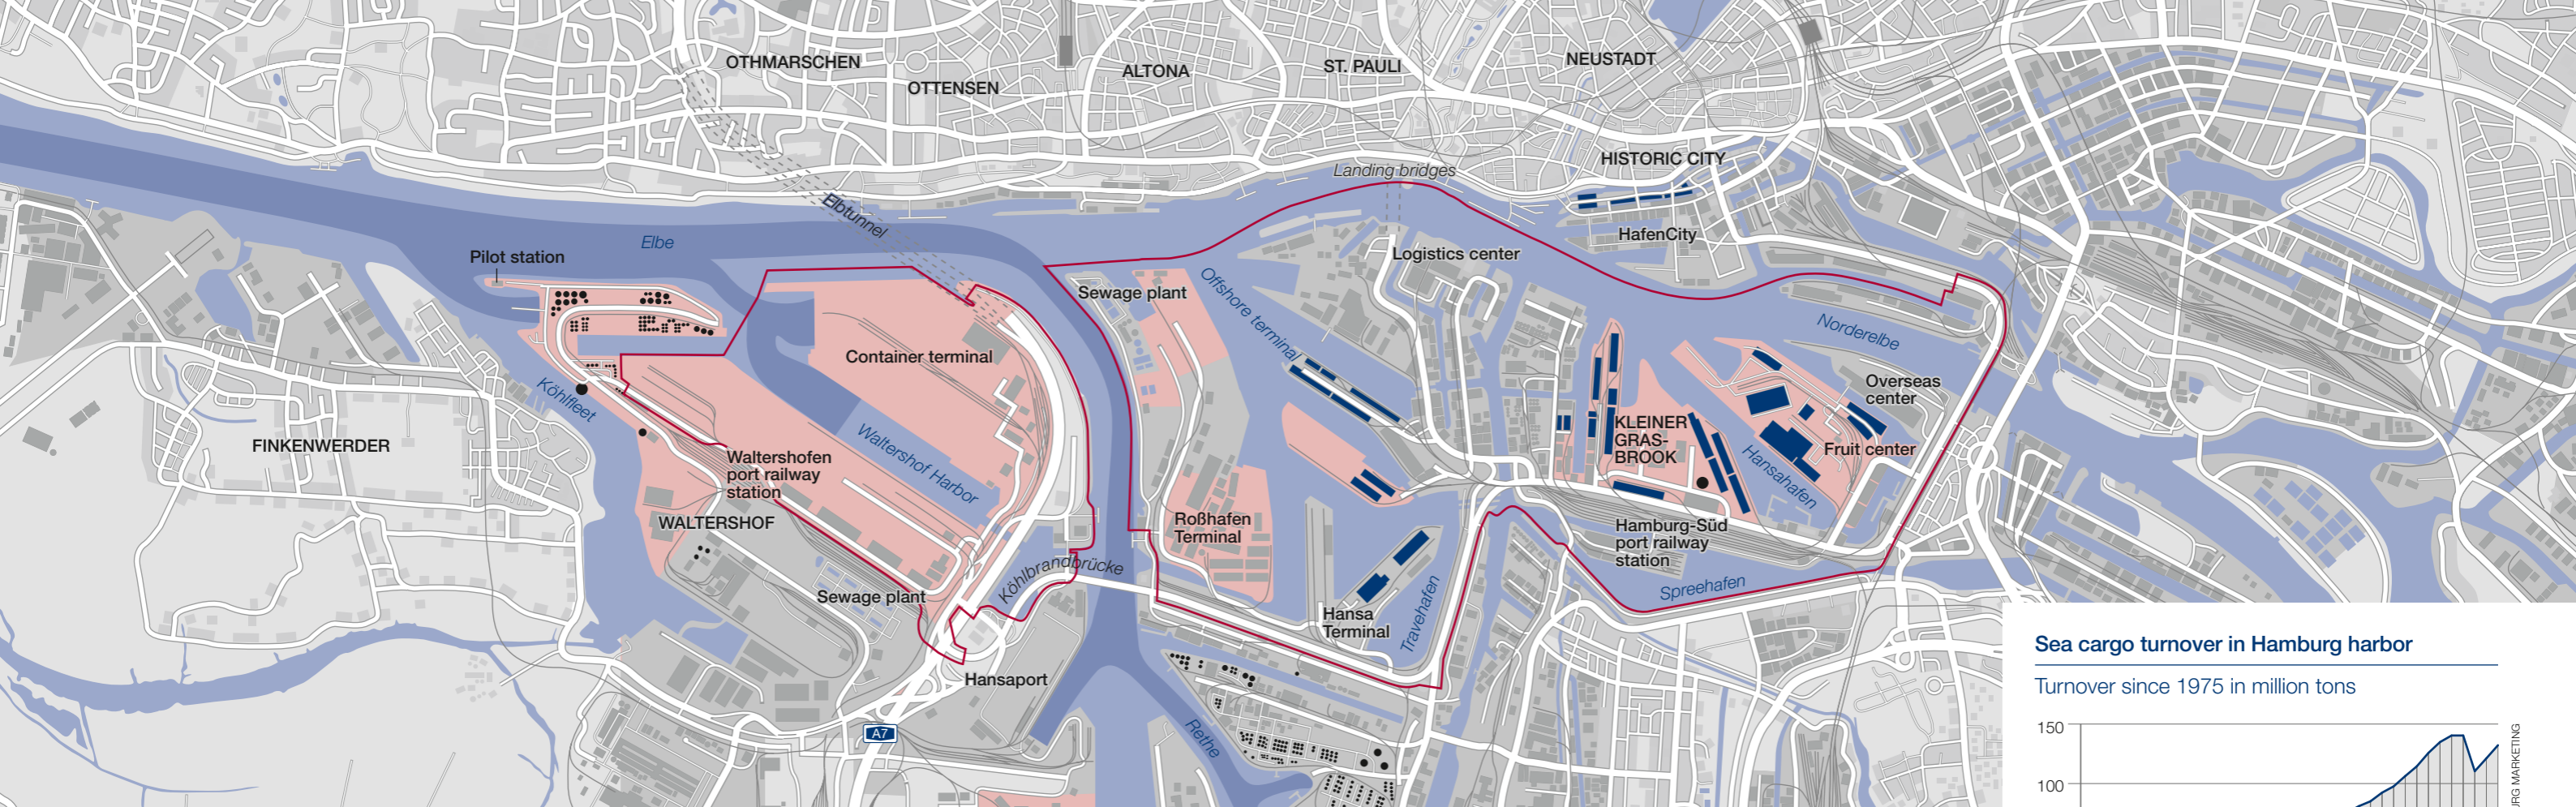 OTHMARSCHEN
OTTENSEN
ALTONA
ST. PAULI
NEUSTADT
HISTORIC CITY
Landing bridges
Elbtunnel
HafenCity
Elbe
Pilot station
Logistics center
Sewage plant
Offshore terminal
Norderelbe
Container terminal
Köhlfleet
Overseas
center
Waltershof Harbor
KLEINER
GRAS-
BROOK
Hansahafen
Fruit center
FINKENWERDER
Waltershofen
port railway
station
WALTERSHOF
Roßhafen
Terminal
Hamburg-Süd
port railway
station
Köhlbrandbrücke
Sewage plant
Spreehafen
Hansa
Terminal
Travehafen
Hansaport
A7
Rethe
Sea cargo turnover in Hamburg harbor
Turnover since 1975 in million tons
150
100